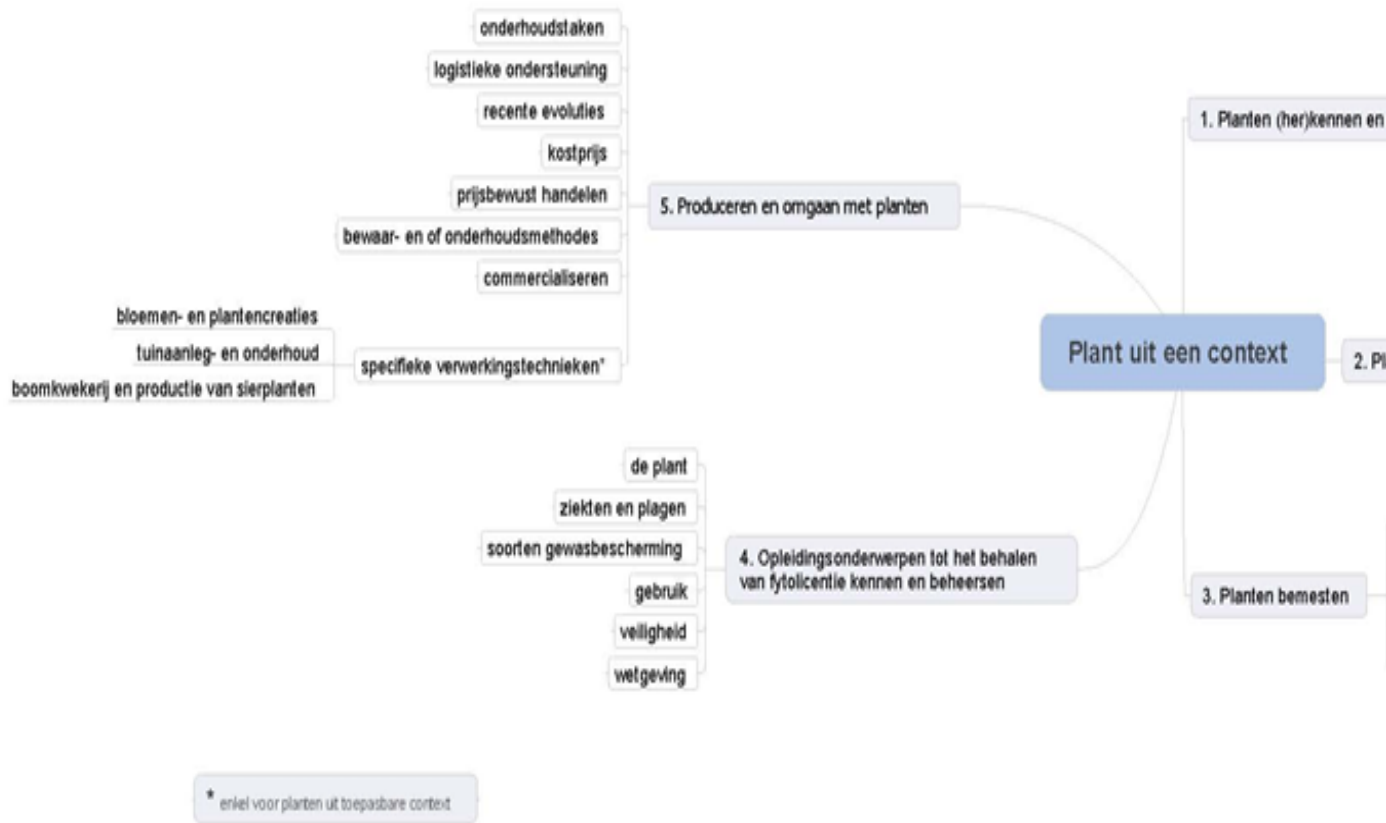 onderhoudstaken
logistieke ondersteuning
recente evoluties
kostprijs
prijsbewust handelen
bewaar- en of onderhoudsmethodes
commercialiseren
bloemen- en plantencreaties
tuinaanleg- en onderhoud
boomkwekerij en productie van sierplanten
specifieke verwerkingstechnieken*
5. Produceren en omgaan met planten
1. Planten (her)kennen en
Plant uit een context
2. Pl
de plant
ziekten en plagen
soorten gewasbescherming
gebruik
veiligheid
wetgeving
4. Opleidingsonderwerpen tot het behalen
van fytolicentie kennen en beheersen
3. Planten bemesten
* enkel voor planten uit toepasbare context